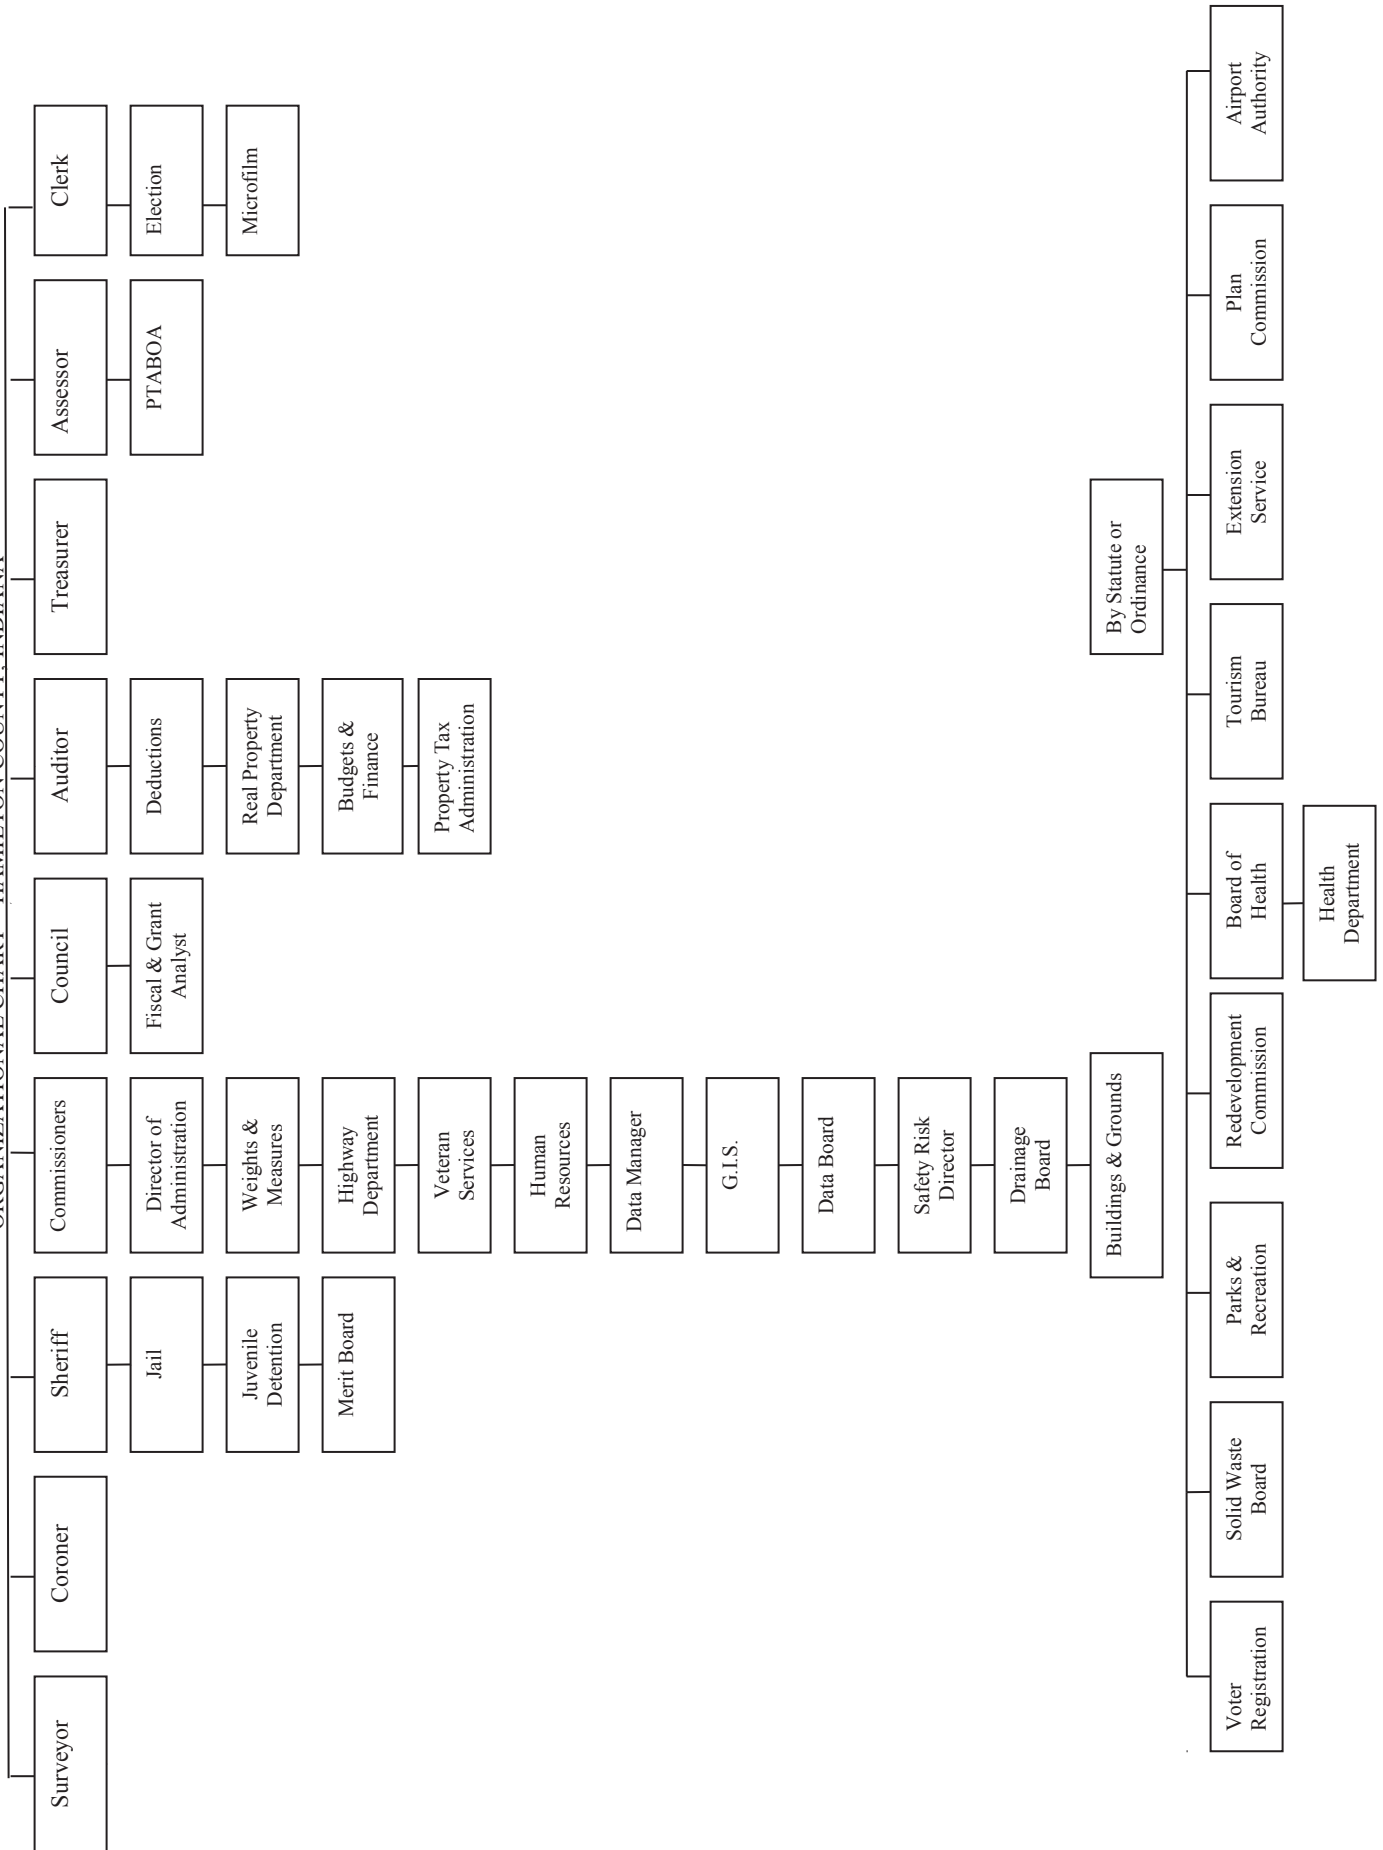 ORGANIZATIONAL CHART – HAMILTON COUNTY, INDIANA
Surveyor
Coroner
Sheriff
Commissioners
Council
Auditor
Treasurer
Assessor
Clerk
Jail
Director of
Administration
Fiscal & Grant
Analyst
Deductions
PTABOA
Election
Juvenile
Detention
Weights &
Measures
Real Property
Department
Microfilm
Merit Board
Highway
Department
Budgets &
Finance
Veteran
Services
Property Tax
Administration
Human
Resources
Data Manager
G.I.S.
Data Board
Safety Risk
Director
Drainage
Board
Buildings & Grounds
By Statute or
Ordinance
Voter
Registration
Solid Waste
Board
Parks &
Recreation
Redevelopment
Commission
Board of
Health
Tourism
Bureau
Extension
Service
Plan
Commission
Airport
Authority
Health
Department